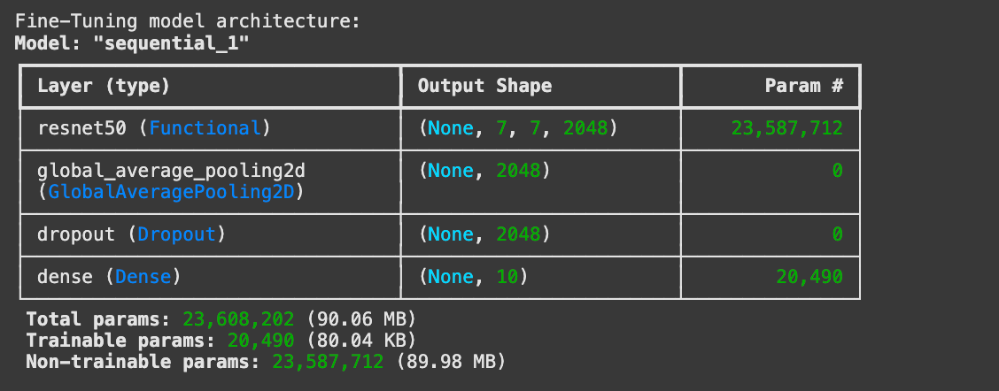 Fine-Tuning model architecture:
Model: "sequential_1"
Layer (type) Output Shape Param #
resnet50 (Functional) (None, 7, 7, 2048) 23,587,712
global_average_pooling2d (None, 2048) 0
(GlobalAveragePooling2D)
dropout (Dropout) (None, 2048) 0
dense (Dense) (None, 10) 20,490
Total params: 23,608,202 (90.06 MB)
Trainable params: 20,490 (80.04 KB)
Non-trainable params: 23,587,712 (89.98 MB)